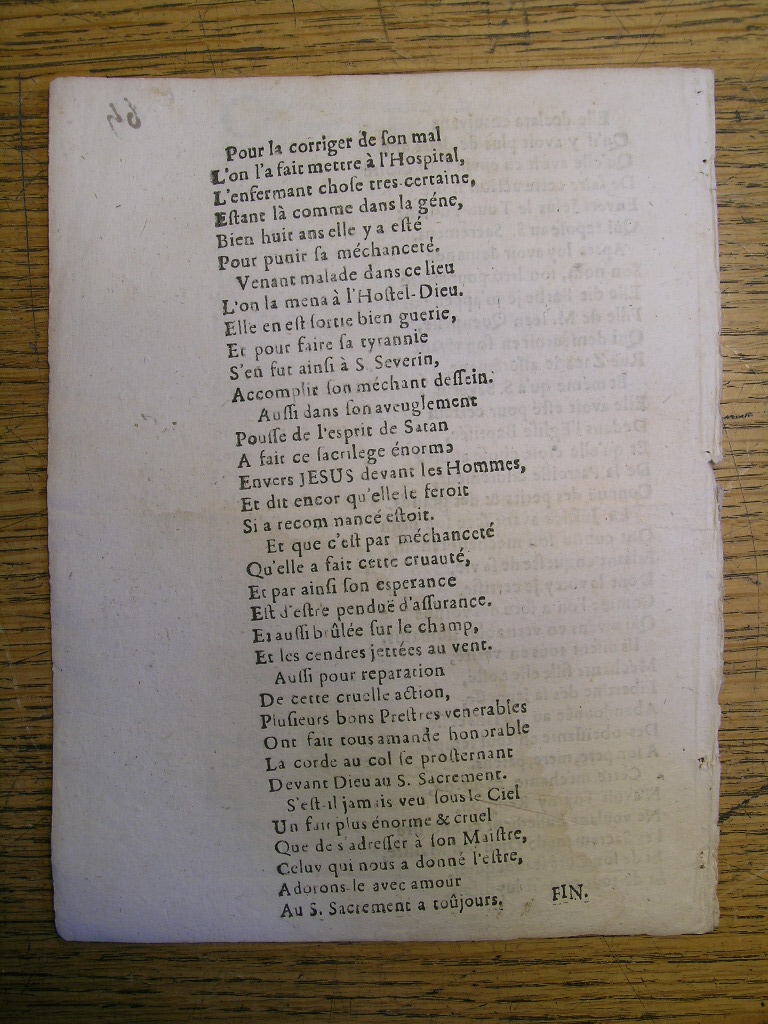 Pour la corriger de ſon mal
L'on l'a fait mettre à l'Hospital,
L'enfermant choſe tres-certaine,
Eſtant là comme dans la géne,
Bien huit ans elle y a eſté
Pour punir ſa méchanceté.
Venant malade dans ce lieu
L'on la mena à l'Hoſtel-Dieu.
Elle en eſt ſortie bien guerie,
Et pour faire ſa tyrannie
S'en fut ainſi à S. Severin,
Accomplir ſon méchant deſſein.
Auſſi dans ſon aveuglement
Pouſſe de l'esprit de Satan
A fait ce ſacrilege énorme
Envers JESUS devant les Hommes,
Et dit encor qu'elle le feroit
Si a recommancé eſtoit.
Et que c'eſt par méchanceté
Qu'elle a fait cette cruauté,
Et par ainſi ſon esperance
Eſt d'eſtre penduë d'aſſurance.
Et auſſi brûlée ſur le champ,
Et les cendres jettées au vent.
Auſſi pour reparation
De cette cruelle action,
Pluſieurs bons Preſtres venerables
Ont fait tous amande honorable
La corde au col ſe proſternant
Devant Dieu au S. Sacrement.
S'eſt-il jamais veu ſous le Ciel
Un fait plus énorme & cruel
Que de s'adreſſer à ſon Maiſtre,
Celuy qui nous a donné l'eſtre,
Adorons-le avec amour
Au S. Sacrement a toûjours.
FIN.